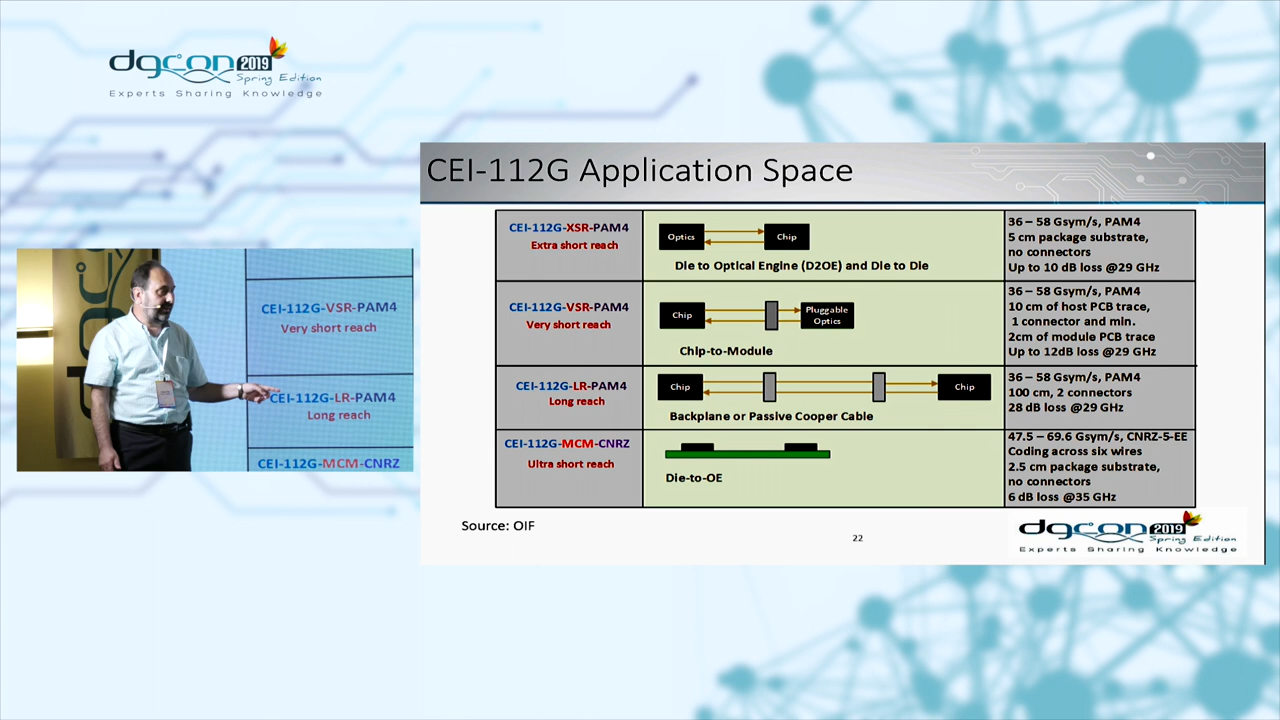 dgcon 2019
Spring Edition
Experts Sharing Knowledge
CEI-112G Application Space
CEI-112G-XSR-PAM4
Extra short reach
Optics
Chip
Die to Optical Engine (D2OE) and Die to Die
36 – 58 Gsym/s, PAM4
5 cm package substrate,
no connectors
Up to 10 dB loss @29 GHz
CEI-112G-VSR-PAM4
Very short reach
Chip
Pluggable
Optics
Chip-to-Module
36 – 58 Gsym/s, PAM4
10 cm of host PCB trace,
1 connector and min.
2cm of module PCB trace
Up to 12dB loss @29 GHz
CEI-112G-LR-PAM4
Long reach
Chip
Chip
Backplane or Passive Cooper Cable
36 – 58 Gsym/s, PAM4
100 cm, 2 connectors
28 dB loss @29 GHz
CEI-112G-MCM-CNRZ
Ultra short reach
Die-to-OE
47.5 – 69.6 Gsym/s, CNRZ-5-EE
Coding across six wires
2.5 cm package substrate,
no connectors
6 dB loss @35 GHz
Source: OIF
22
dgcon 2019
Spring Edition
Experts Sharing Knowledge
CEI-112G-VSR-PAM4
Very short reach
CEI-112G-LR-PAM4
Long reach
CEI-112G-MCM-CNRZ